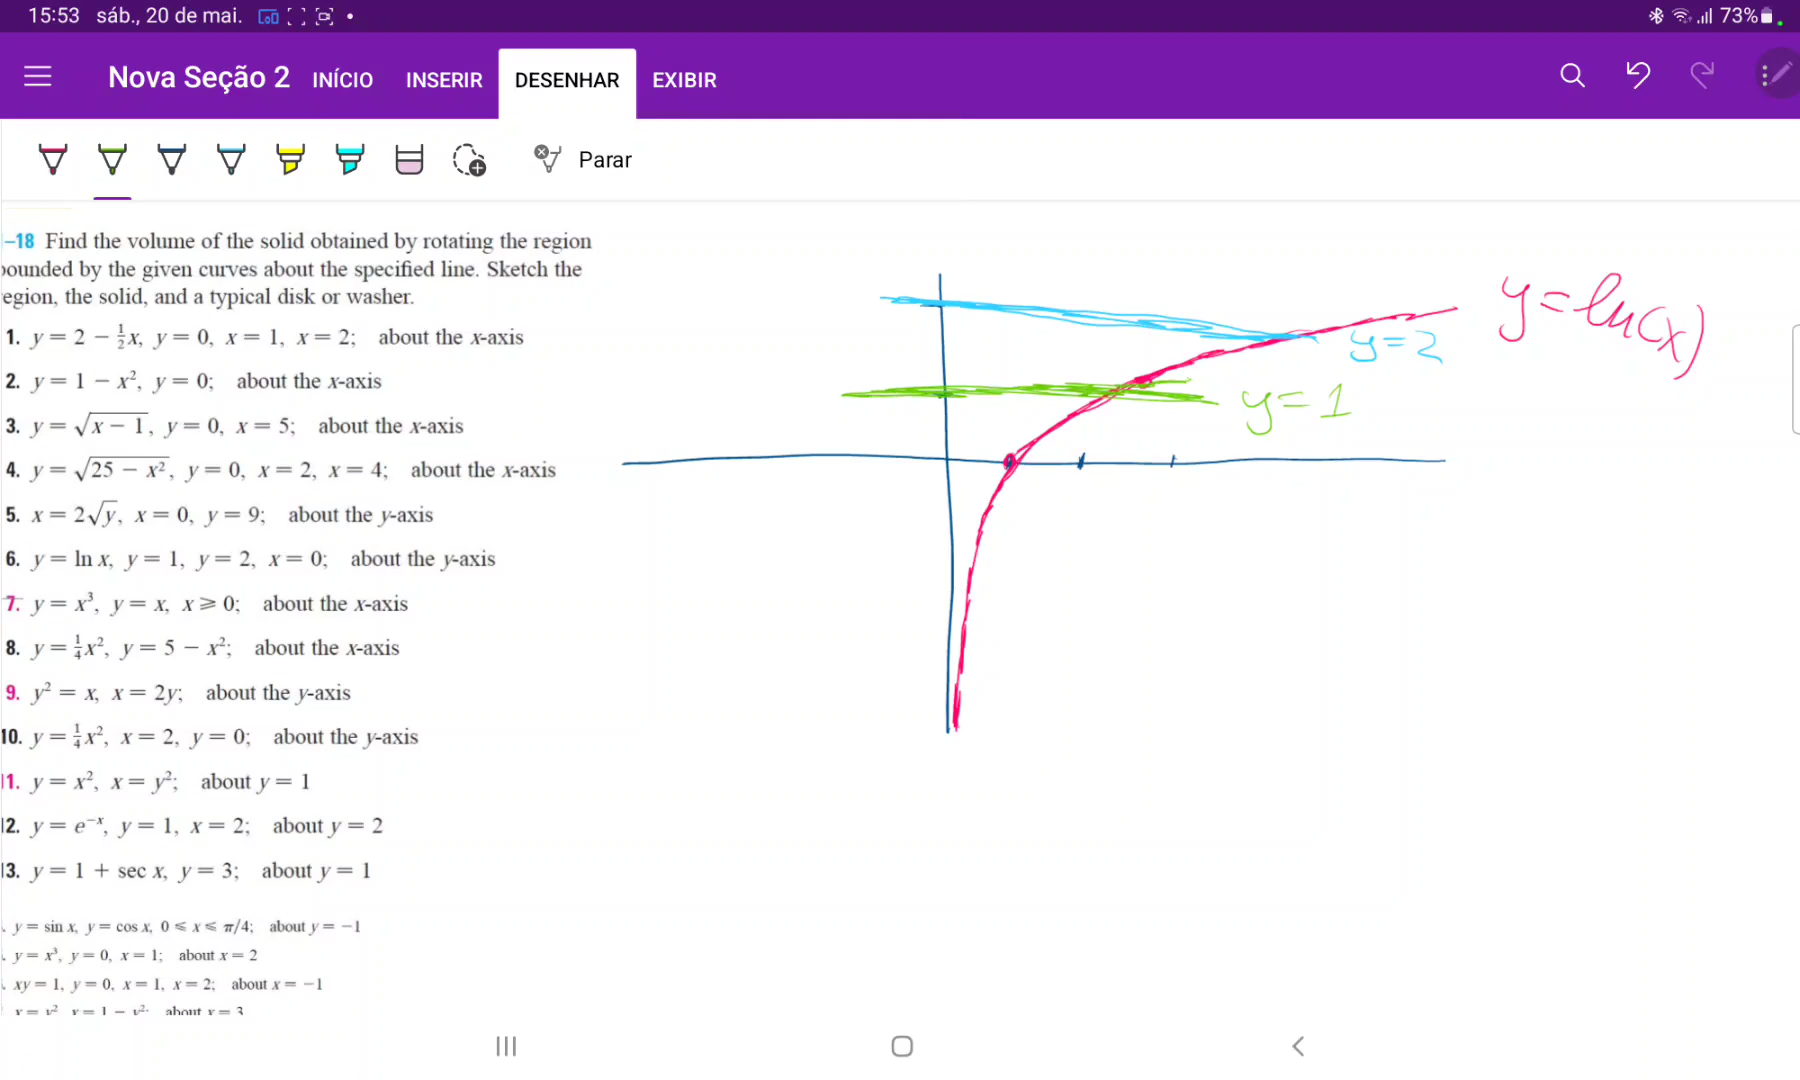 15:53 sáb., 20 de mai. 73%
Nova Seção 2 INÍCIO INSERIR DESENHAR EXIBIR
Parar
–18 Find the volume of the solid obtained by rotating the region
bounded by the given curves about the specified line. Sketch the
region, the solid, and a typical disk or washer.
1. y = 2 − ½x, y = 0, x = 1, x = 2; about the x-axis
2. y = 1 − x², y = 0; about the x-axis
3. y = √(x − 1), y = 0, x = 5; about the x-axis
4. y = √(25 − x²), y = 0, x = 2, x = 4; about the x-axis
5. x = 2√y, x = 0, y = 9; about the y-axis
6. y = ln x, y = 1, y = 2, x = 0; about the y-axis
7. y = x³, y = x, x ⩾ 0; about the x-axis
8. y = ¼x², y = 5 − x²; about the x-axis
9. y² = x, x = 2y; about the y-axis
10. y = ¼x², x = 2, y = 0; about the y-axis
11. y = x², x = y²; about y = 1
12. y = e⁻ˣ, y = 1, x = 2; about y = 2
13. y = 1 + sec x, y = 3; about y = 1
. y = sin x, y = cos x, 0 ⩽ x ⩽ π/4; about y = −1
. y = x³, y = 0, x = 1; about x = 2
. xy = 1, y = 0, x = 1, x = 2; about x = −1
x = y², x = 1 − y²; about x = 3
y = ln(x)
y = 2
y = 1